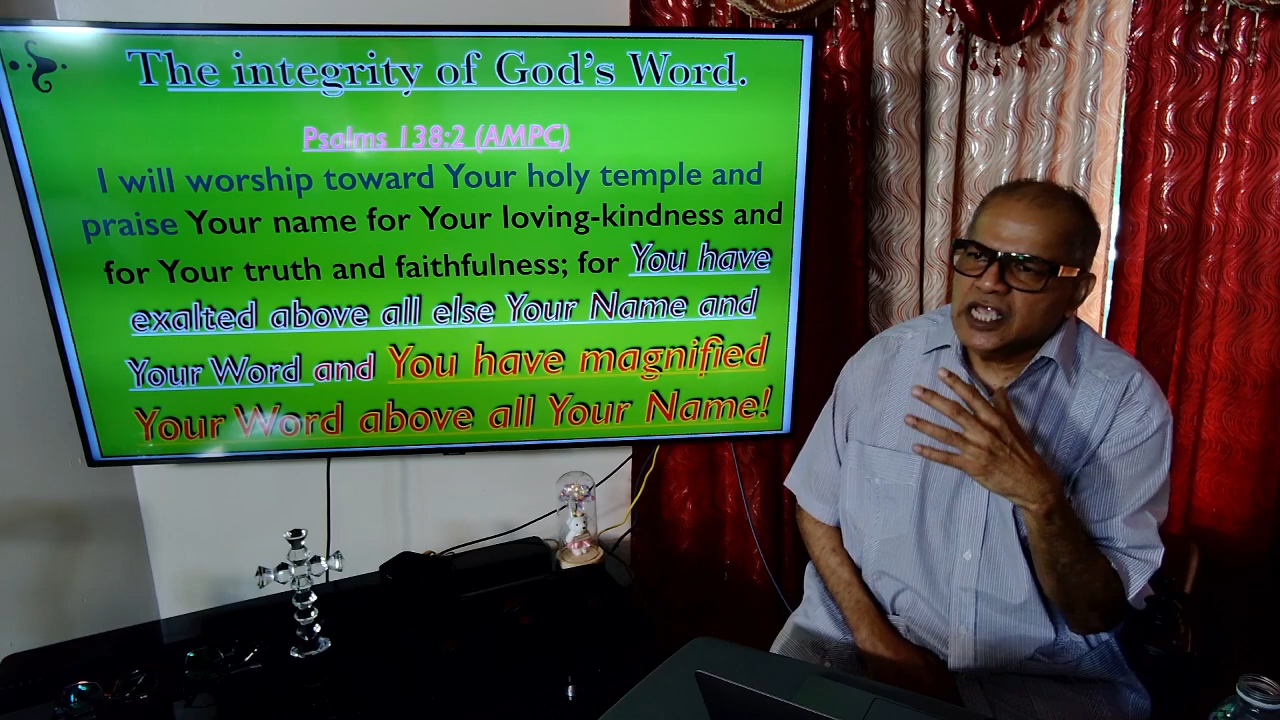 The integrity of God's Word.
Psalms 138:2 (AMPC)
I will worship toward Your holy temple and
praise Your name for Your loving-kindness and
for Your truth and faithfulness; for You have
exalted above all else Your Name and
Your Word and You have magnified
Your Word above all Your Name!